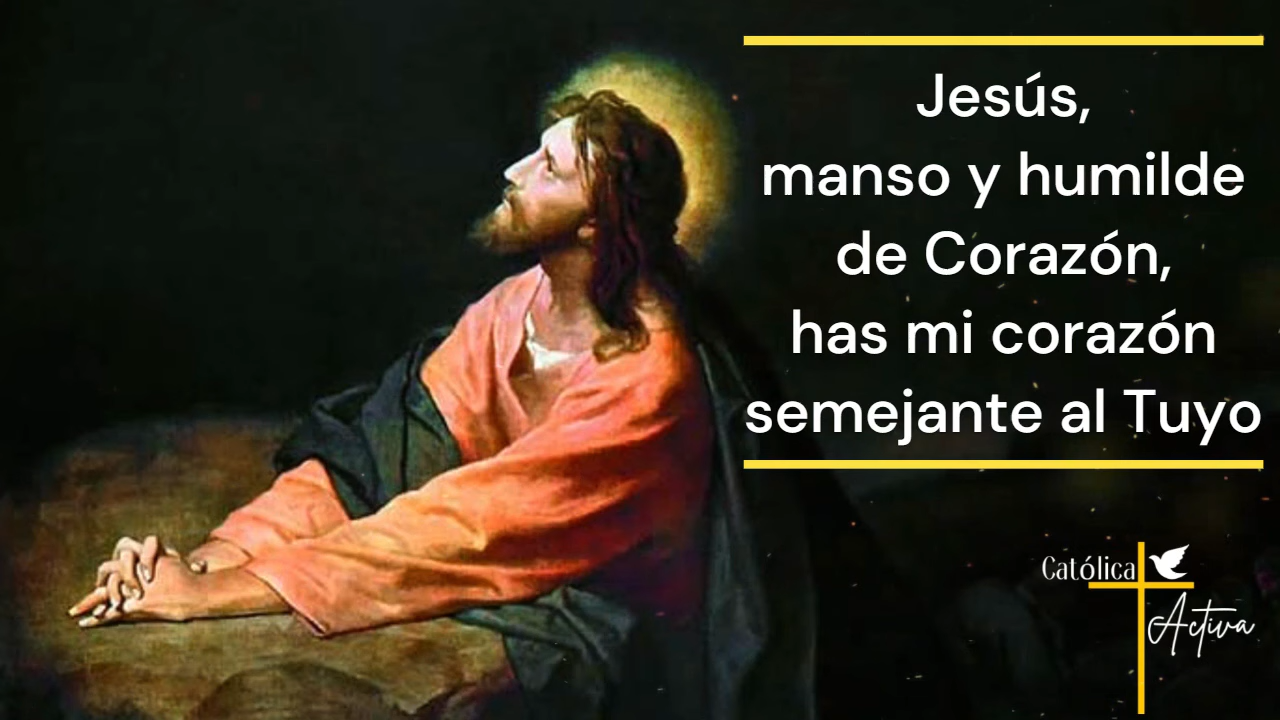 Jesús,
manso y humilde
de Corazón,
has mi corazón
semejante al Tuyo
Católica
Activa